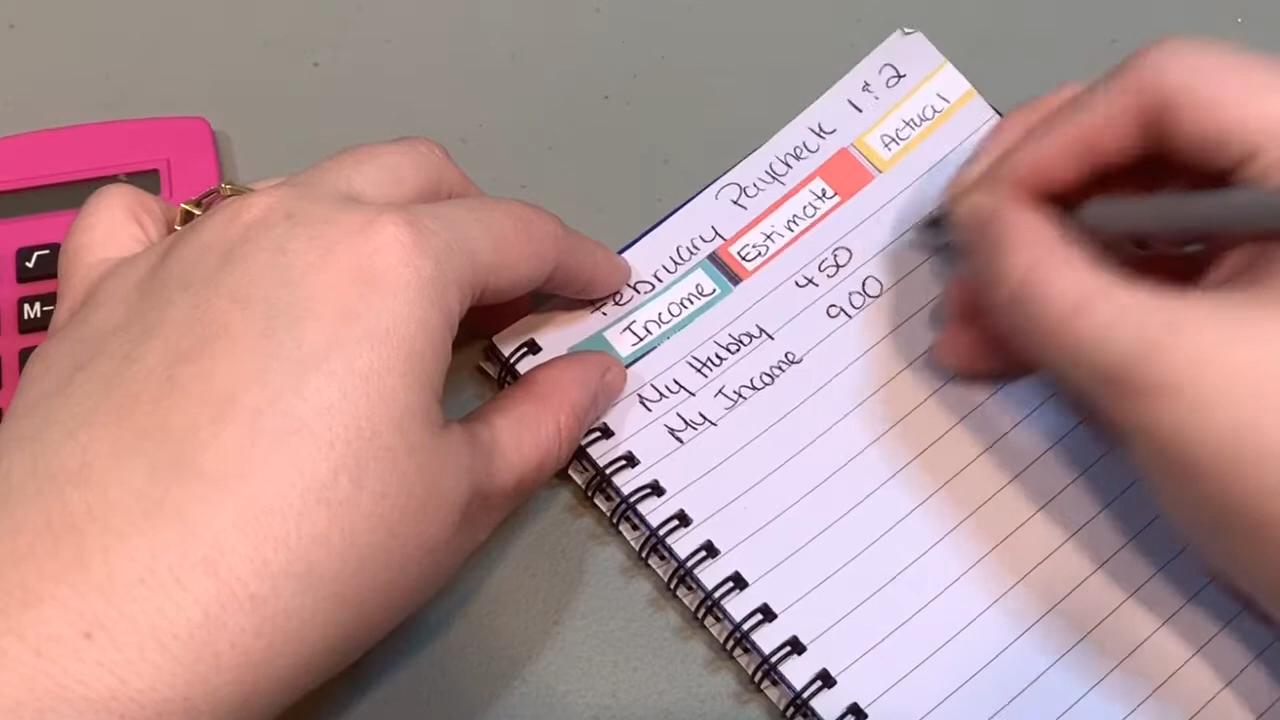 February Paycheck 1 & 2
Income Estimate Actual
My Hubby 450
My Income 900
√
M-